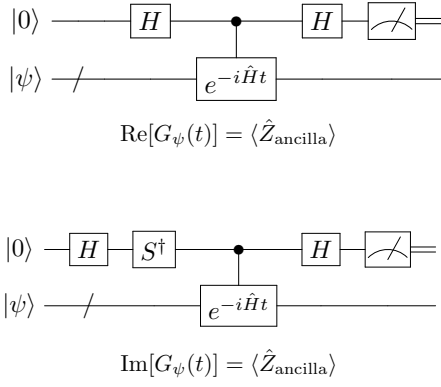 |0⟩ H H
|ψ⟩ e^{-iĤt}
Re[G_ψ(t)] = ⟨Ẑ_ancilla⟩
|0⟩ H S† H
|ψ⟩ e^{-iĤt}
Im[G_ψ(t)] = ⟨Ẑ_ancilla⟩